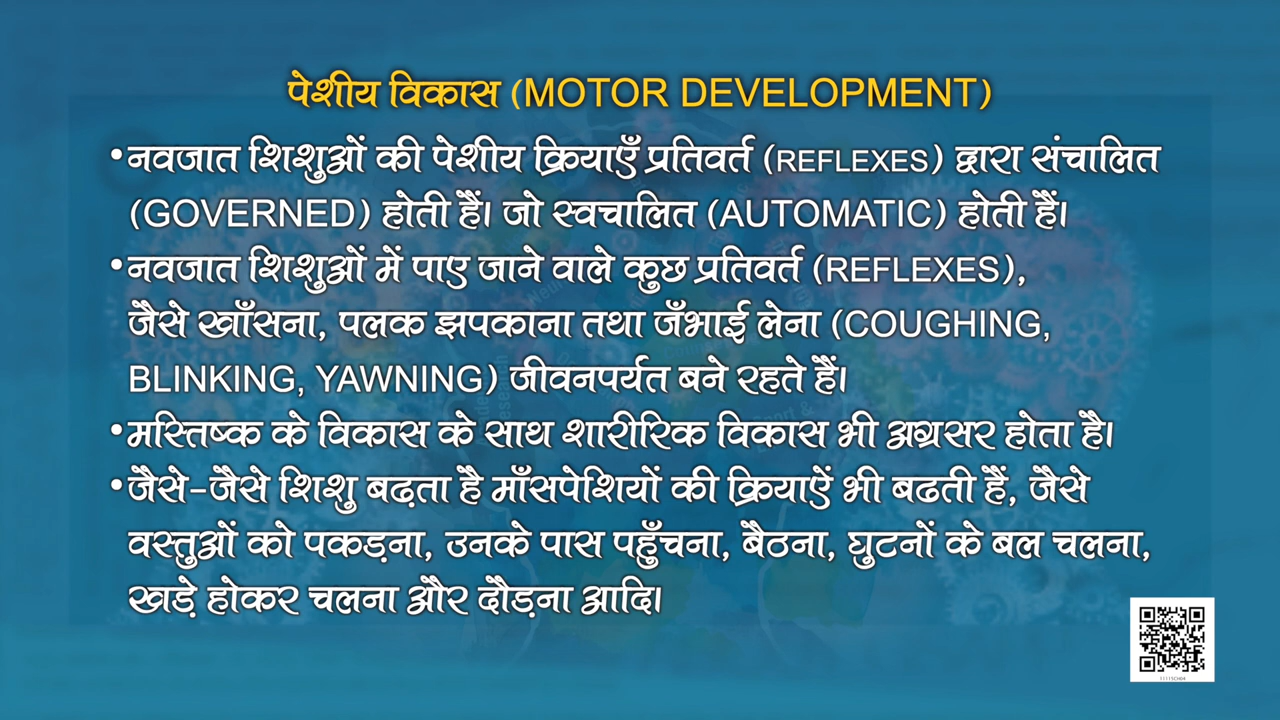 पेशीय विकास (MOTOR DEVELOPMENT)
•नवजात शिशुओं की पेशीय क्रियाएँ प्रतिवर्त (REFLEXES) द्वारा संचालित
(GOVERNED) होती हैं। जो स्वचालित (AUTOMATIC) होती हैं।
•नवजात शिशुओं में पाए जाने वाले कुछ प्रतिवर्त (REFLEXES),
जैसे खाँसना, पलक झपकाना तथा जँभाई लेना (COUGHING,
BLINKING, YAWNING) जीवनपर्यंत बने रहते हैं।
•मस्तिष्क के विकास के साथ शारीरिक विकास भी अग्रसर होता है।
•जैसे-जैसे शिशु बढ़ता है माँसपेशियों की क्रियाऐं भी बढती हैं, जैसे
वस्तुओं को पकड़ना, उनके पास पहुँचना, बैठना, घुटनों के बल चलना,
खड़े होकर चलना और दौड़ना आदि।
11115CH04